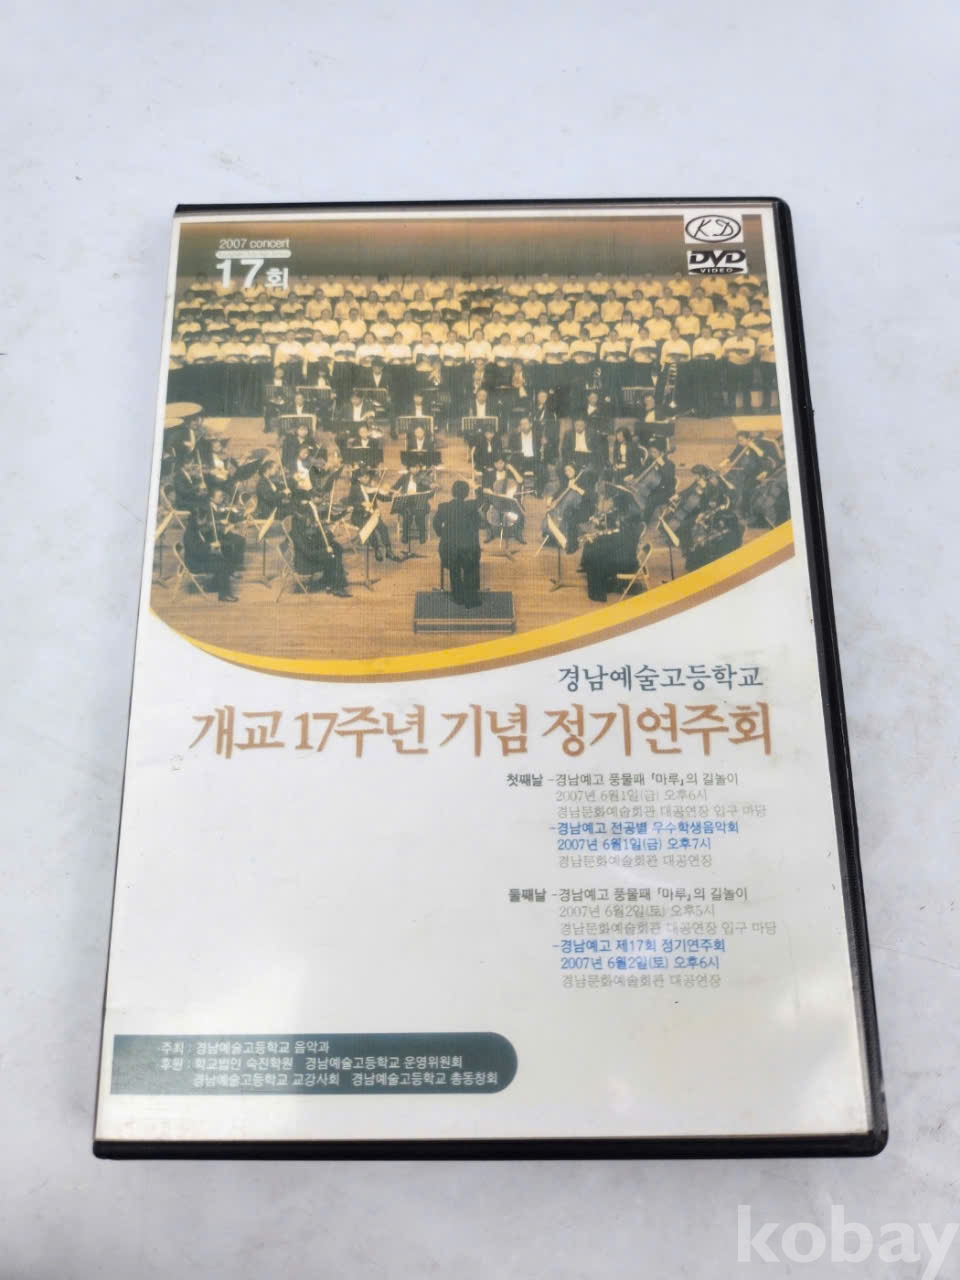 2007 concert
17회
KD
DVD
VIDEO
경남예술고등학교
개교 17주년 기념 정기연주회
첫째날 -경남예고 풍물패 「마루」의 길놀이
2007년 6월1일(금) 오후6시
경남문화예술회관 대공연장 입구 마당
-경남예고 전공별 우수학생음악회
2007년 6월1일(금) 오후7시
경남문화예술회관 대공연장
둘째날 -경남예고 풍물패 「마루」의 길놀이
2007년 6월2일(토) 오후5시
경남문화예술회관 대공연장 입구 마당
-경남예고 제17회 정기연주회
2007년 6월2일(토) 오후6시
경남문화예술회관 대공연장
주최 : 경남예술고등학교 음악과
후원 : 학교법인 숙진학원 경남예술고등학교 운영위원회
경남예술고등학교 교강사회 경남예술고등학교 총동창회
kobay